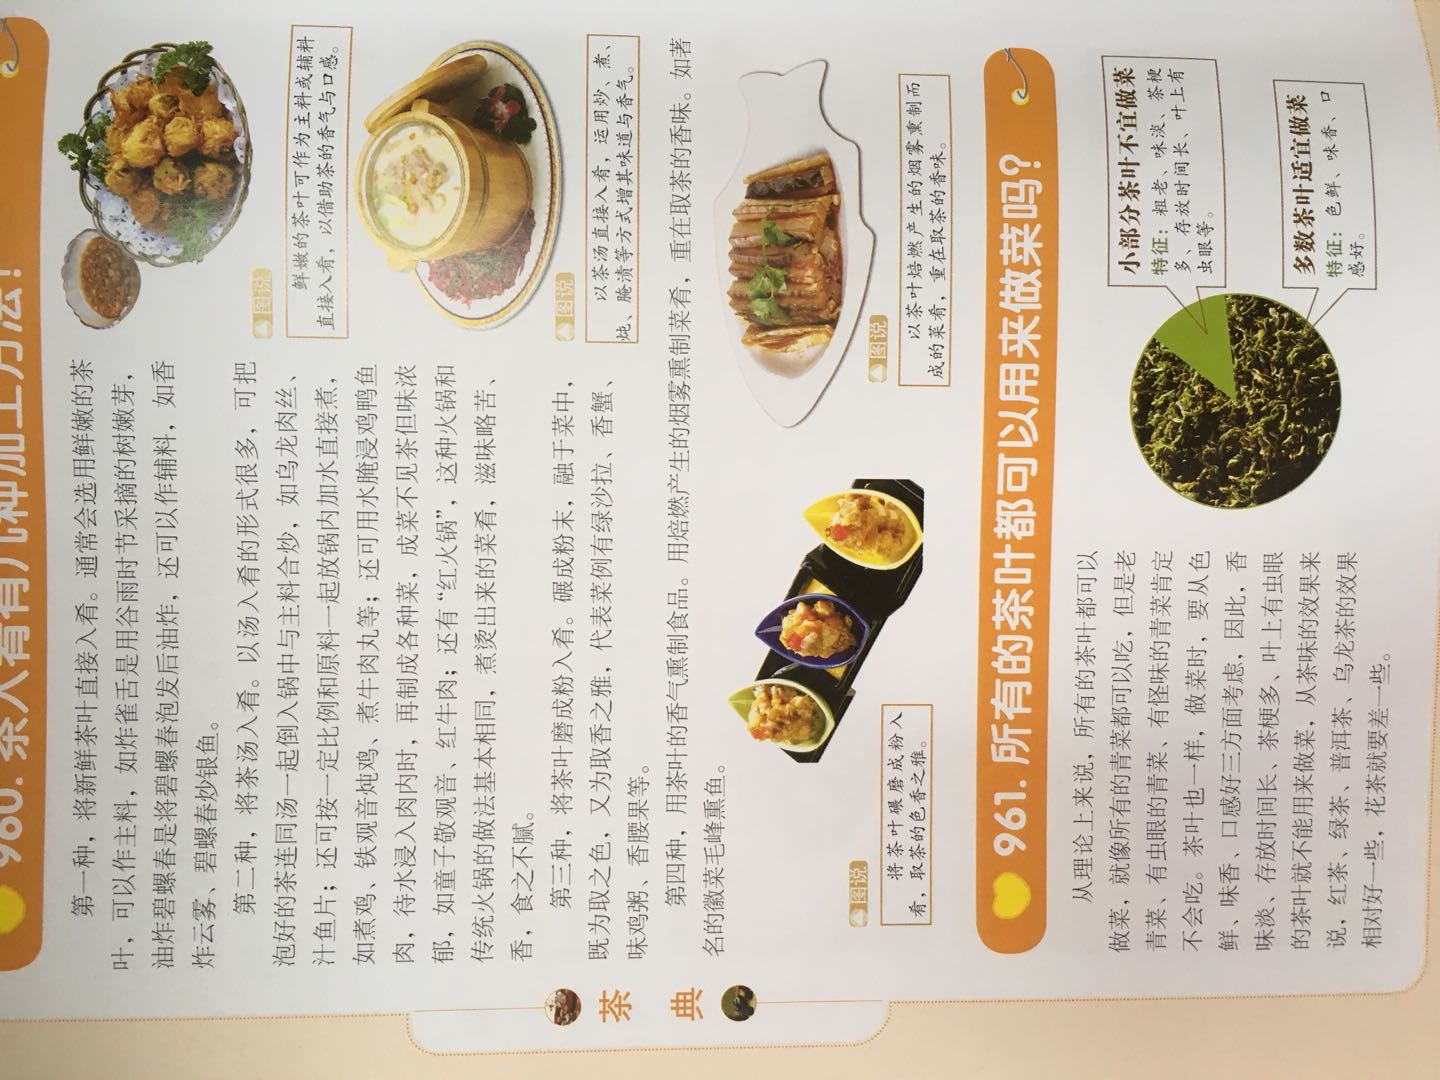 960. 茶入肴有几种加工方法?
第一种，将新鲜茶叶直接入肴。通常会选用鲜嫩的茶
叶，可以作主料，如炸雀舌是用谷雨时节采摘的树嫩芽，
油炸碧螺春是将碧螺春泡发后油炸，还可以作辅料，如香
炸云雾、碧螺春炒银鱼。
第二种，将茶汤入肴。以汤入肴的形式很多，可把
泡好的茶连同汤一起倒入锅中与主料合炒，如乌龙肉丝、
汁鱼片；还可按一定比例和原料一起放锅内加水直接煮，
如煮鸡、铁观音炖鸡、煮牛肉丸等；还可用水腌浸鸡鸭鱼
肉，待水浸入肉内时，再制成各种菜，成菜不见茶但味浓
郁，如童子敬观音、红牛肉；还有“红火锅”，这种火锅和
传统火锅的做法基本相同，煮烫出来的菜肴，滋味略苦、
香，食之不腻。
第三种，将茶叶磨成粉入肴。碾成粉末，融于菜中，
既为取之色，又为取香之雅，代表菜例有绿沙拉、香蟹、
味鸡粥、香腰果等。
第四种，用茶叶的香气熏制食品。用焙燃产生的烟雾熏制菜肴，重在取茶的香味。如著
名的徽菜毛峰熏鱼。
图说
鲜嫩的茶叶可作为主料或辅料
直接入肴，以借助茶的香气与口感。
图说
以茶汤直接入肴，运用炒、煮、
炖、腌渍等方式增其味道与香气。
图说
将茶叶碾磨成粉入
肴，取茶的色香之雅。
图说
以茶叶焙燃产生的烟雾熏制而
成的菜肴，重在取茶的香味。
茶
典
961. 所有的茶叶都可以用来做菜吗?
从理论上来说，所有的茶叶都可以
做菜，就像所有的青菜都可以吃，但是老
青菜、有虫眼的青菜、有怪味的青菜肯定
不会吃。茶叶也一样，做菜时，要从色
鲜、味香、口感好三方面考虑，因此，香
味淡、存放时间长、茶梗多、叶上有虫眼
的茶叶就不能用来做菜，从茶味的效果来
说，红茶、绿茶、普洱茶、乌龙茶的效果
相对好一些，花茶就要差一些。
小部分茶叶不宜做菜
特征：粗老、味淡、茶梗
多、存放时间长、叶上有
虫眼等。
多数茶叶适宜做菜
特征：色鲜、味香、口
感好。